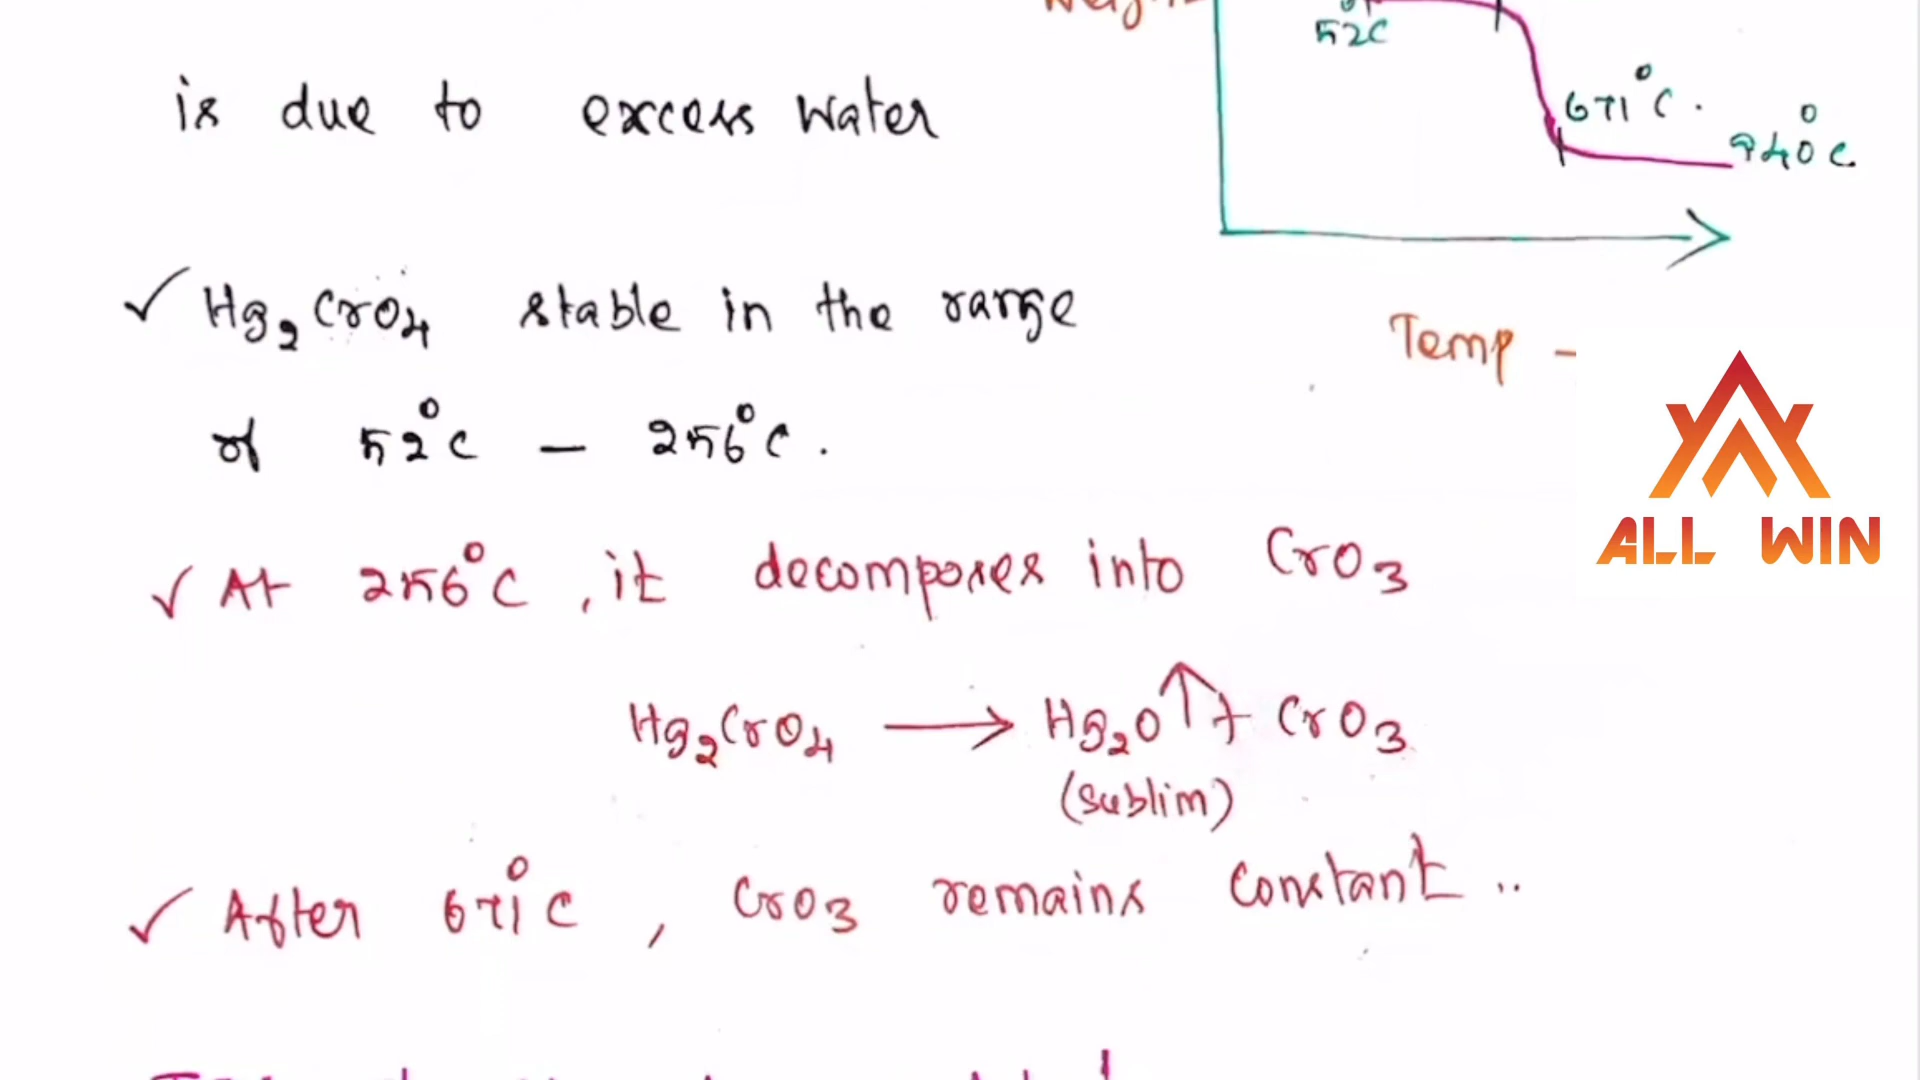 52°C
671°C.
940°C
is due to excess Water
✓ Hg₂CrO₄ stable in the range
of 52°C – 256°C.
Temp -
ALL WIN
✓ At 256°C, it decomposes into CrO₃
Hg₂CrO₄ → Hg₂O↑ + CrO₃
(sublim)
✓ After 671°C, CrO₃ remains constant..